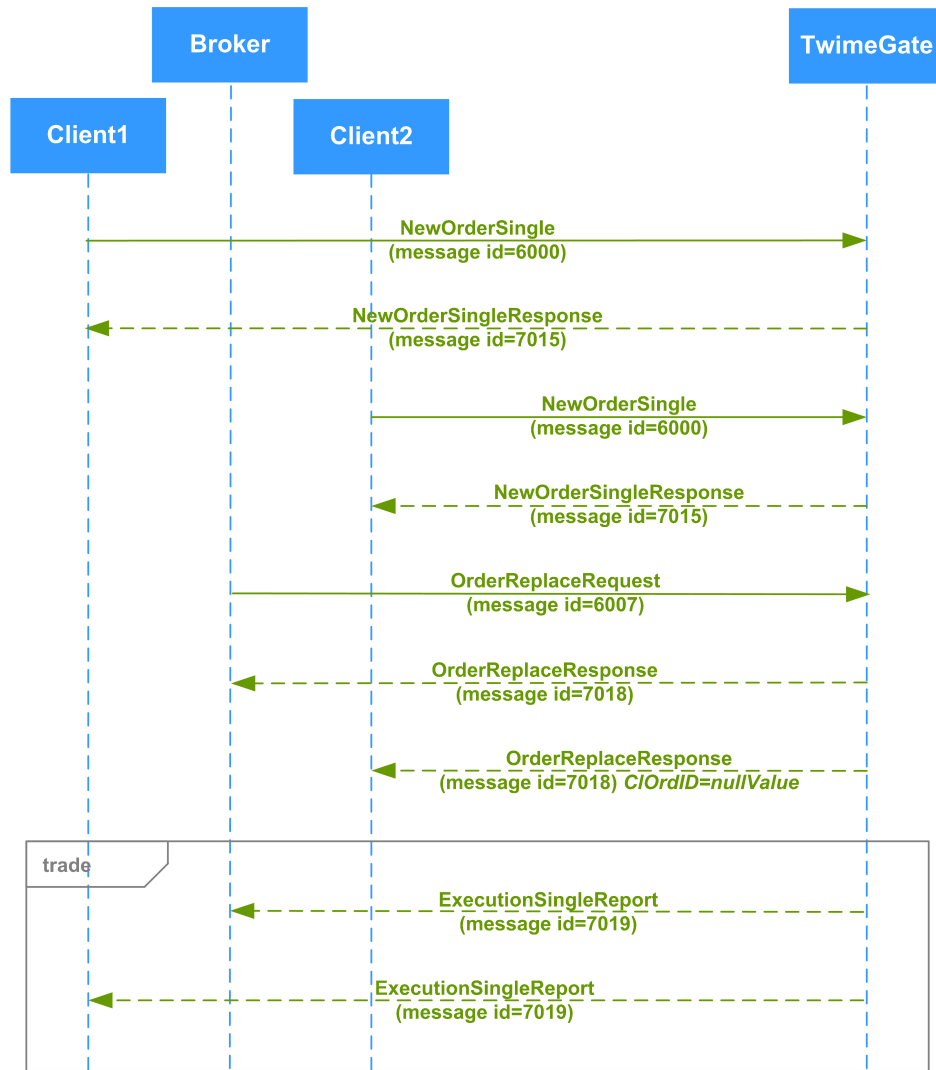 Broker
TwimeGate
Client1
Client2
NewOrderSingle
(message id=6000)
NewOrderSingleResponse
(message id=7015)
NewOrderSingle
(message id=6000)
NewOrderSingleResponse
(message id=7015)
OrderReplaceRequest
(message id=6007)
OrderReplaceResponse
(message id=7018)
OrderReplaceResponse
(message id=7018) ClOrdID=nullValue
trade
ExecutionSingleReport
(message id=7019)
ExecutionSingleReport
(message id=7019)